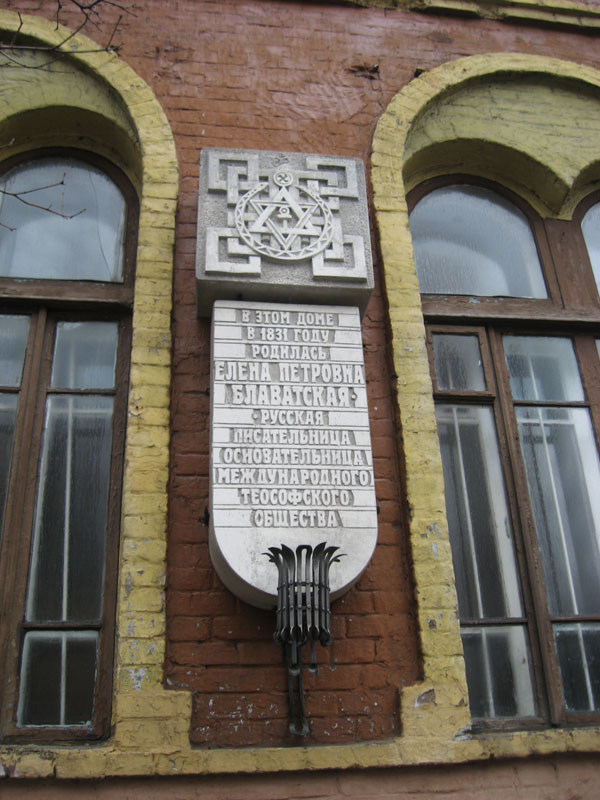 В ЭТОМ ДОМЕ
В 1831 ГОДУ
РОДИЛАСЬ
ЕЛЕНА ПЕТРОВНА
БЛАВАТСКАЯ·
·РУССКАЯ
ПИСАТЕЛЬНИЦА
ОСНОВАТЕЛЬНИЦА
МЕЖДУНАРОДНОГО
ТЕОСОФСКОГО
ОБЩЕСТВА